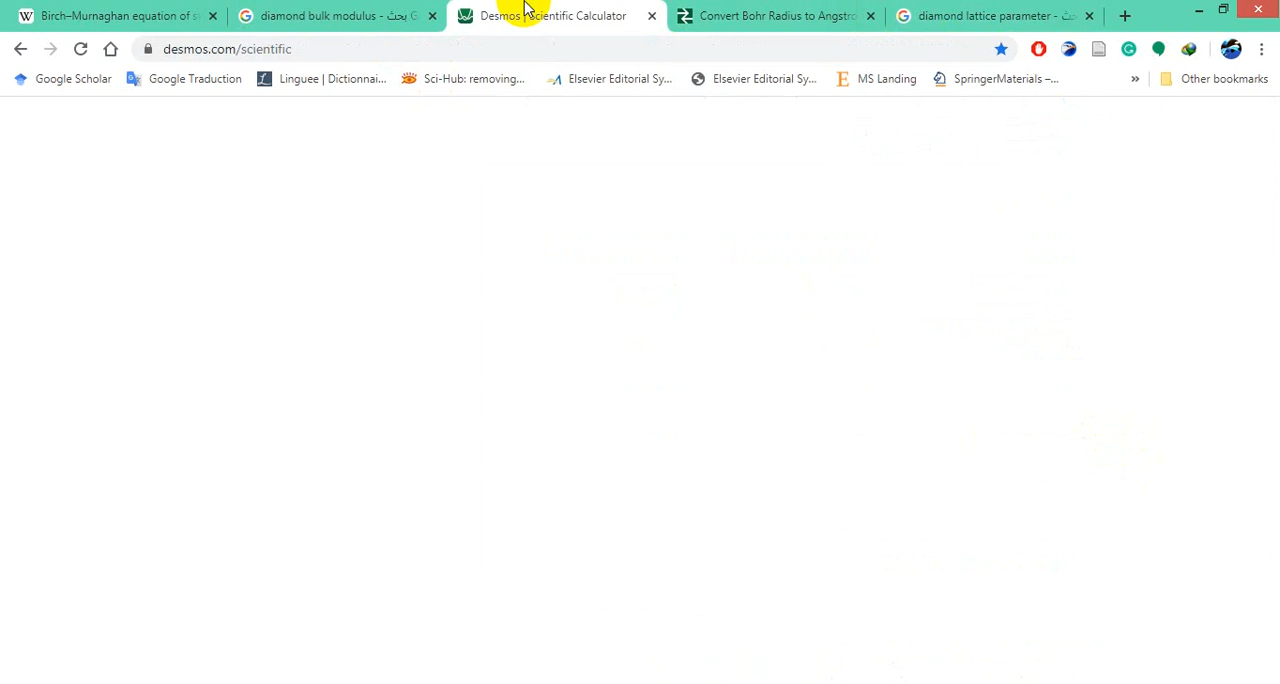 Birch–Murnaghan equation of s
diamond bulk modulus - بحث G
Desmos | Scientific Calculator
Convert Bohr Radius to Angstro
diamond lattice parameter - بحث
desmos.com/scientific
Google Scholar
Google Traduction
Linguee | Dictionnai...
Sci-Hub: removing...
Elsevier Editorial Sy...
Elsevier Editorial Sy...
MS Landing
SpringerMaterials –...
»
Other bookmarks